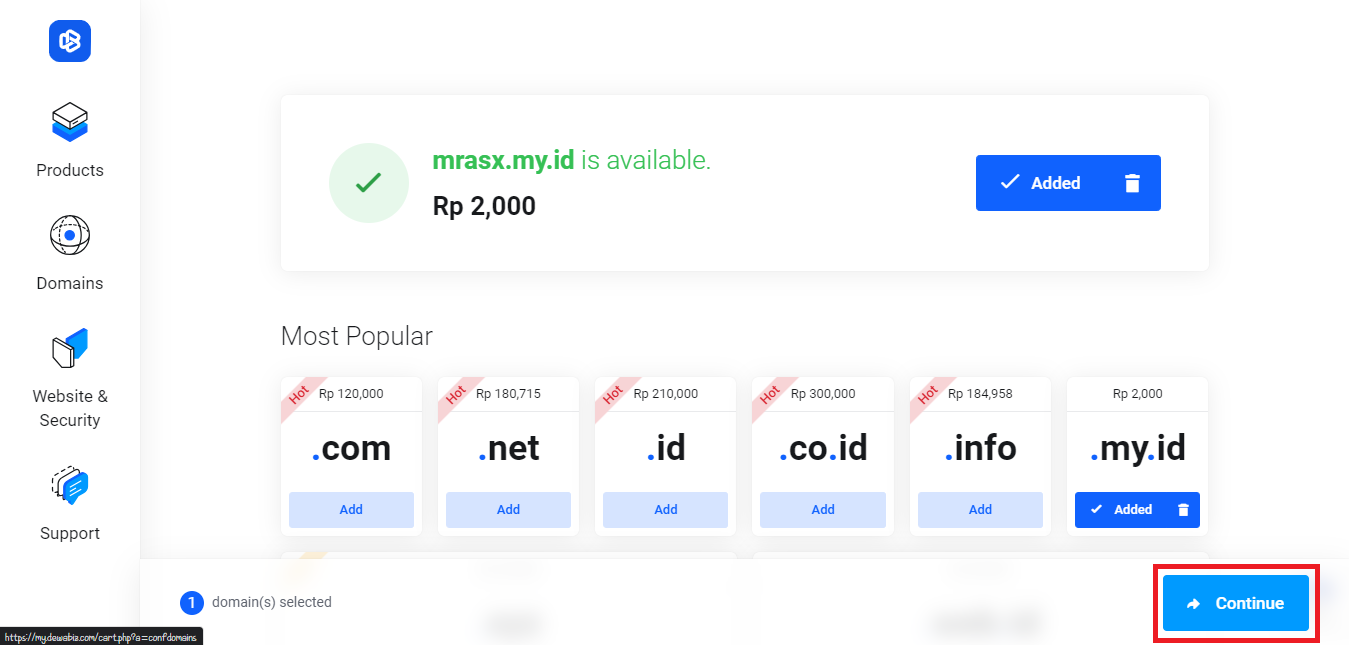 mrasx.my.id is available.
Rp 2,000
Added
Products
Domains
Website &
Security
Support
Most Popular
Hot
Rp 120,000
.com
Add
Hot
Rp 180,715
.net
Add
Hot
Rp 210,000
.id
Add
Hot
Rp 300,000
.co.id
Add
Hot
Rp 184,958
.info
Add
Rp 2,000
.my.id
Added
1 domain(s) selected
Continue
https://my.dewabiz.com/cart.php?a=confdomains